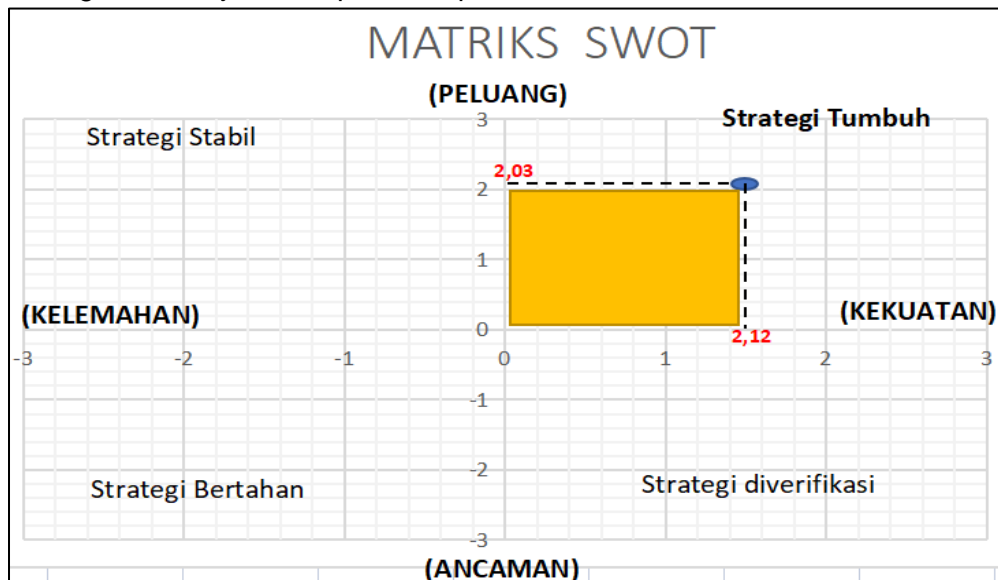 MATRIKS SWOT
(PELUANG)
3
Strategi Stabil
Strategi Tumbuh
2,03
2
1
(KELEMAHAN)
(KEKUATAN)
0
2,12
-3 -2 -1 0 1 2 3
-1
-2
Strategi Bertahan
Strategi diverifikasi
-3
(ANCAMAN)